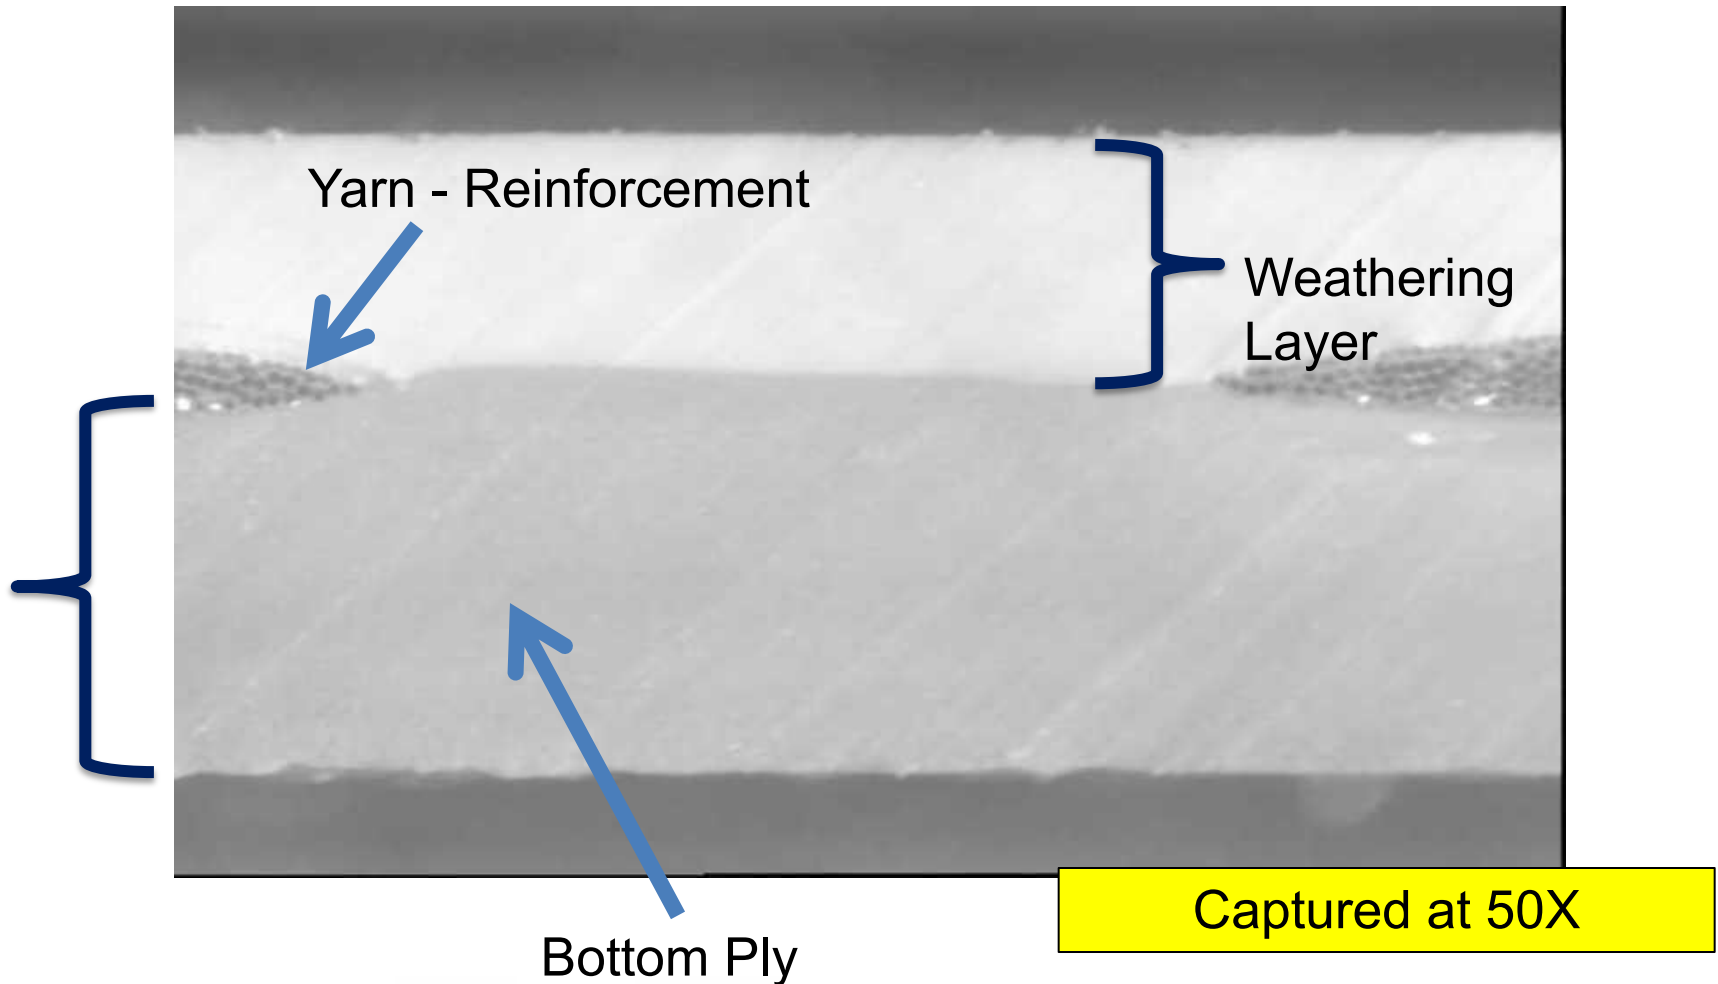 Yarn - Reinforcement
Weathering
Layer
Captured at 50X
Bottom Ply